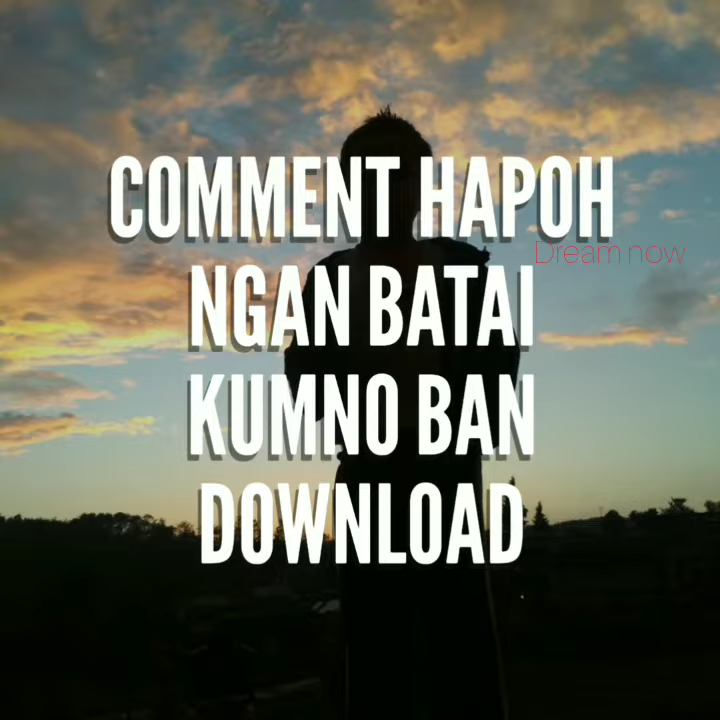 COMMENT HAPOH
Dream now
NGAN BATAI
KUMNO BAN
DOWNLOAD